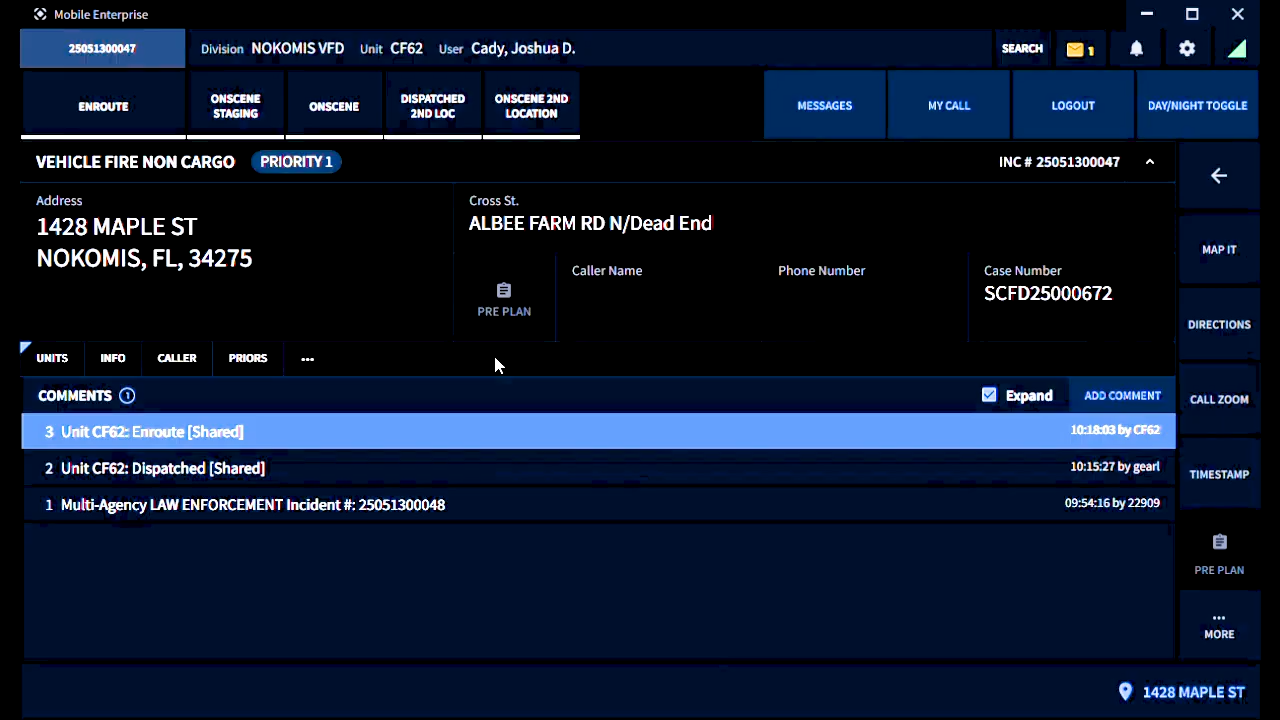 Mobile Enterprise
25051300047
Division NOKOMIS VFD Unit CF62 User Cady, Joshua D.
SEARCH
1
ENROUTE
ONSCENE
STAGING
ONSCENE
DISPATCHED
2ND LOC
ONSCENE 2ND
LOCATION
MESSAGES
MY CALL
LOGOUT
DAY/NIGHT TOGGLE
VEHICLE FIRE NON CARGO
PRIORITY 1
INC # 25051300047
Address
1428 MAPLE ST
NOKOMIS, FL, 34275
Cross St.
ALBEE FARM RD N/Dead End
PRE PLAN
Caller Name
Phone Number
Case Number
SCFD25000672
MAP IT
DIRECTIONS
CALL ZOOM
TIMESTAMP
PRE PLAN
...
MORE
UNITS
INFO
CALLER
PRIORS
...
COMMENTS 1
Expand
ADD COMMENT
3 Unit CF62: Enroute [Shared] 10:18:03 by CF62
2 Unit CF62: Dispatched [Shared] 10:15:27 by gearl
1 Multi-Agency LAW ENFORCEMENT Incident #: 25051300048 09:54:16 by 22909
1428 MAPLE ST